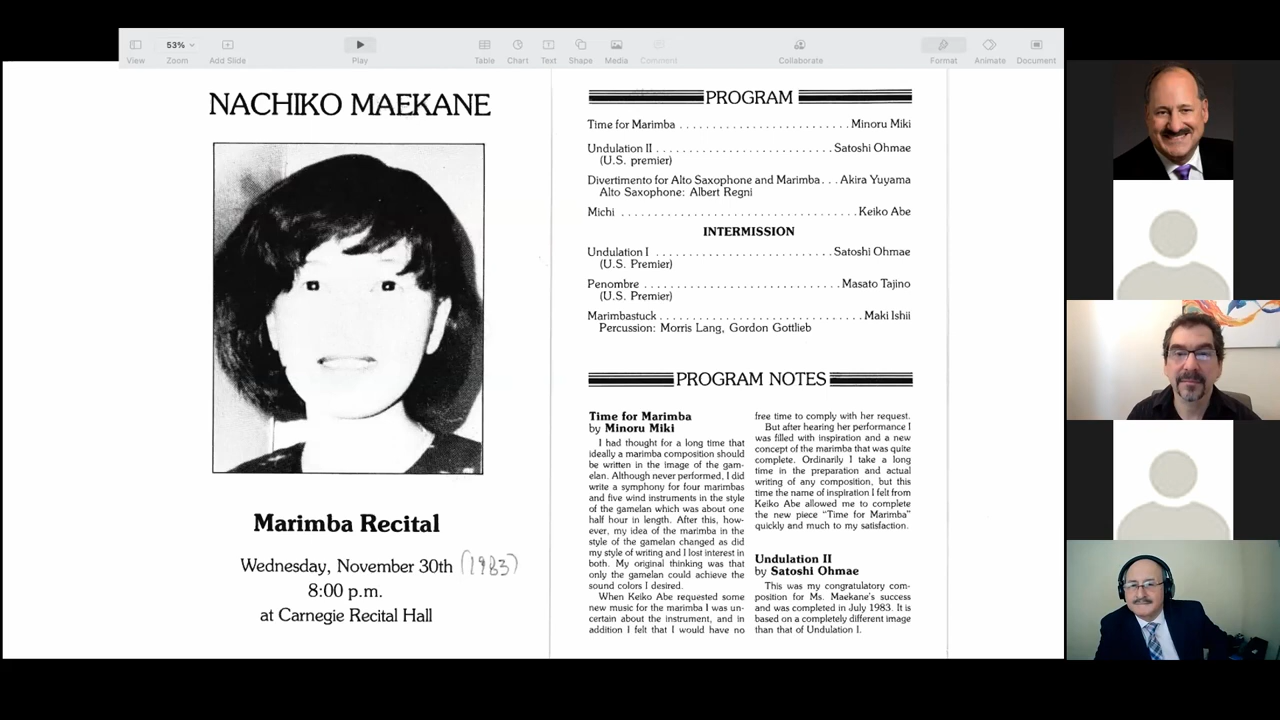 53%
View
Zoom
Add Slide
Play
Table
Chart
Text
Shape
Media
Comment
Collaborate
Format
Animate
Document
NACHIKO MAEKANE
Marimba Recital
Wednesday, November 30th (1983)
8:00 p.m.
at Carnegie Recital Hall
PROGRAM
Time for Marimba . . . . . . . . . . . . . . . . . . . . . . . . . . Minoru Miki
Undulation II . . . . . . . . . . . . . . . . . . . . . . . . . . . Satoshi Ohmae
(U.S. premier)
Divertimento for Alto Saxophone and Marimba . . . Akira Yuyama
Alto Saxophone: Albert Regni
Michi . . . . . . . . . . . . . . . . . . . . . . . . . . . . . . . . . . . Keiko Abe
INTERMISSION
Undulation I . . . . . . . . . . . . . . . . . . . . . . . . . . . Satoshi Ohmae
(U.S. Premier)
Penombre . . . . . . . . . . . . . . . . . . . . . . . . . . . . . Masato Tajino
(U.S. Premier)
Marimbastuck . . . . . . . . . . . . . . . . . . . . . . . . . . . . . . Maki Ishii
Percussion: Morris Lang, Gordon Gottlieb
PROGRAM NOTES
Time for Marimba
by Minoru Miki
I had thought for a long time that
ideally a marimba composition should
be written in the image of the gam-
elan. Although never performed, I did
write a symphony for four marimbas
and five wind instruments in the style
of the gamelan which was about one
half hour in length. After this, how-
ever, my idea of the marimba in the
style of the gamelan changed as did
my style of writing and I lost interest in
both. My original thinking was that
only the gamelan could achieve the
sound colors I desired.
When Keiko Abe requested some
new music for the marimba I was un-
certain about the instrument, and in
addition I felt that I would have no
free time to comply with her request.
But after hearing her performance I
was filled with inspiration and a new
concept of the marimba that was quite
complete. Ordinarily I take a long
time in the preparation and actual
writing of any composition, but this
time the name of inspiration I felt from
Keiko Abe allowed me to complete
the new piece "Time for Marimba"
quickly and much to my satisfaction.
Undulation II
by Satoshi Ohmae
This was my congratulatory com-
position for Ms. Maekane's success
and was completed in July 1983. It is
based on a completely different image
than that of Undulation I.